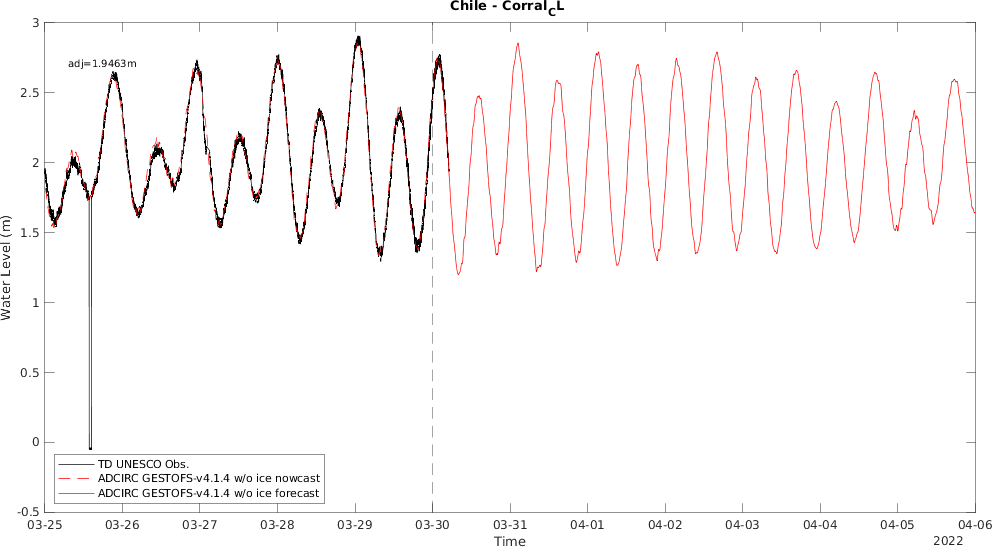 Chile - Corral_CL
adj=1.9463m
3
2.5
2
1.5
1
0.5
0
-0.5
Water Level (m)
TD UNESCO Obs.
ADCIRC GESTOFS-v4.1.4 w/o ice nowcast
ADCIRC GESTOFS-v4.1.4 w/o ice forecast
03-25 03-26 03-27 03-28 03-29 03-30 03-31 04-01 04-02 04-03 04-04 04-05 04-06
Time
2022